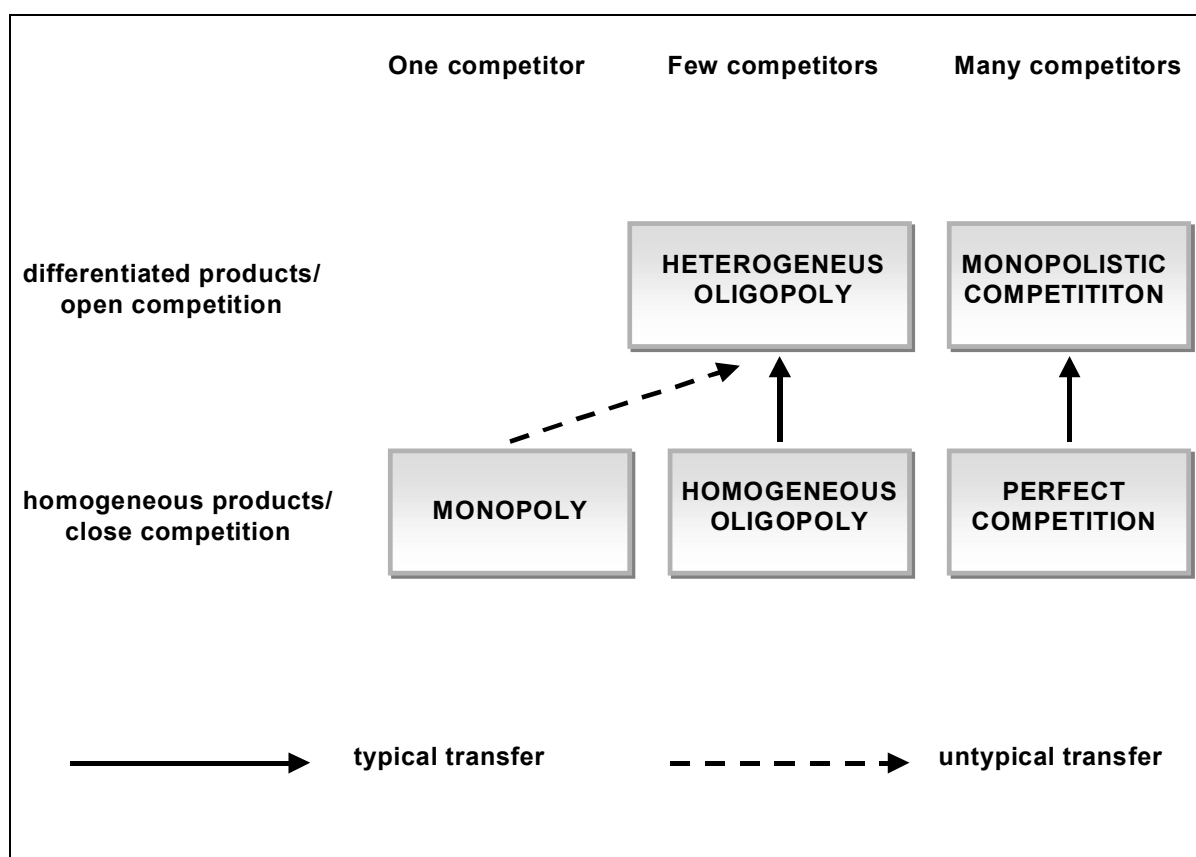 One competitor
Few competitors
Many competitors
differentiated products/
open competition
HETEROGENEUS
OLIGOPOLY
MONOPOLISTIC
COMPETITITON
homogeneous products/
close competition
MONOPOLY
HOMOGENEOUS
OLIGOPOLY
PERFECT
COMPETITION
typical transfer
untypical transfer